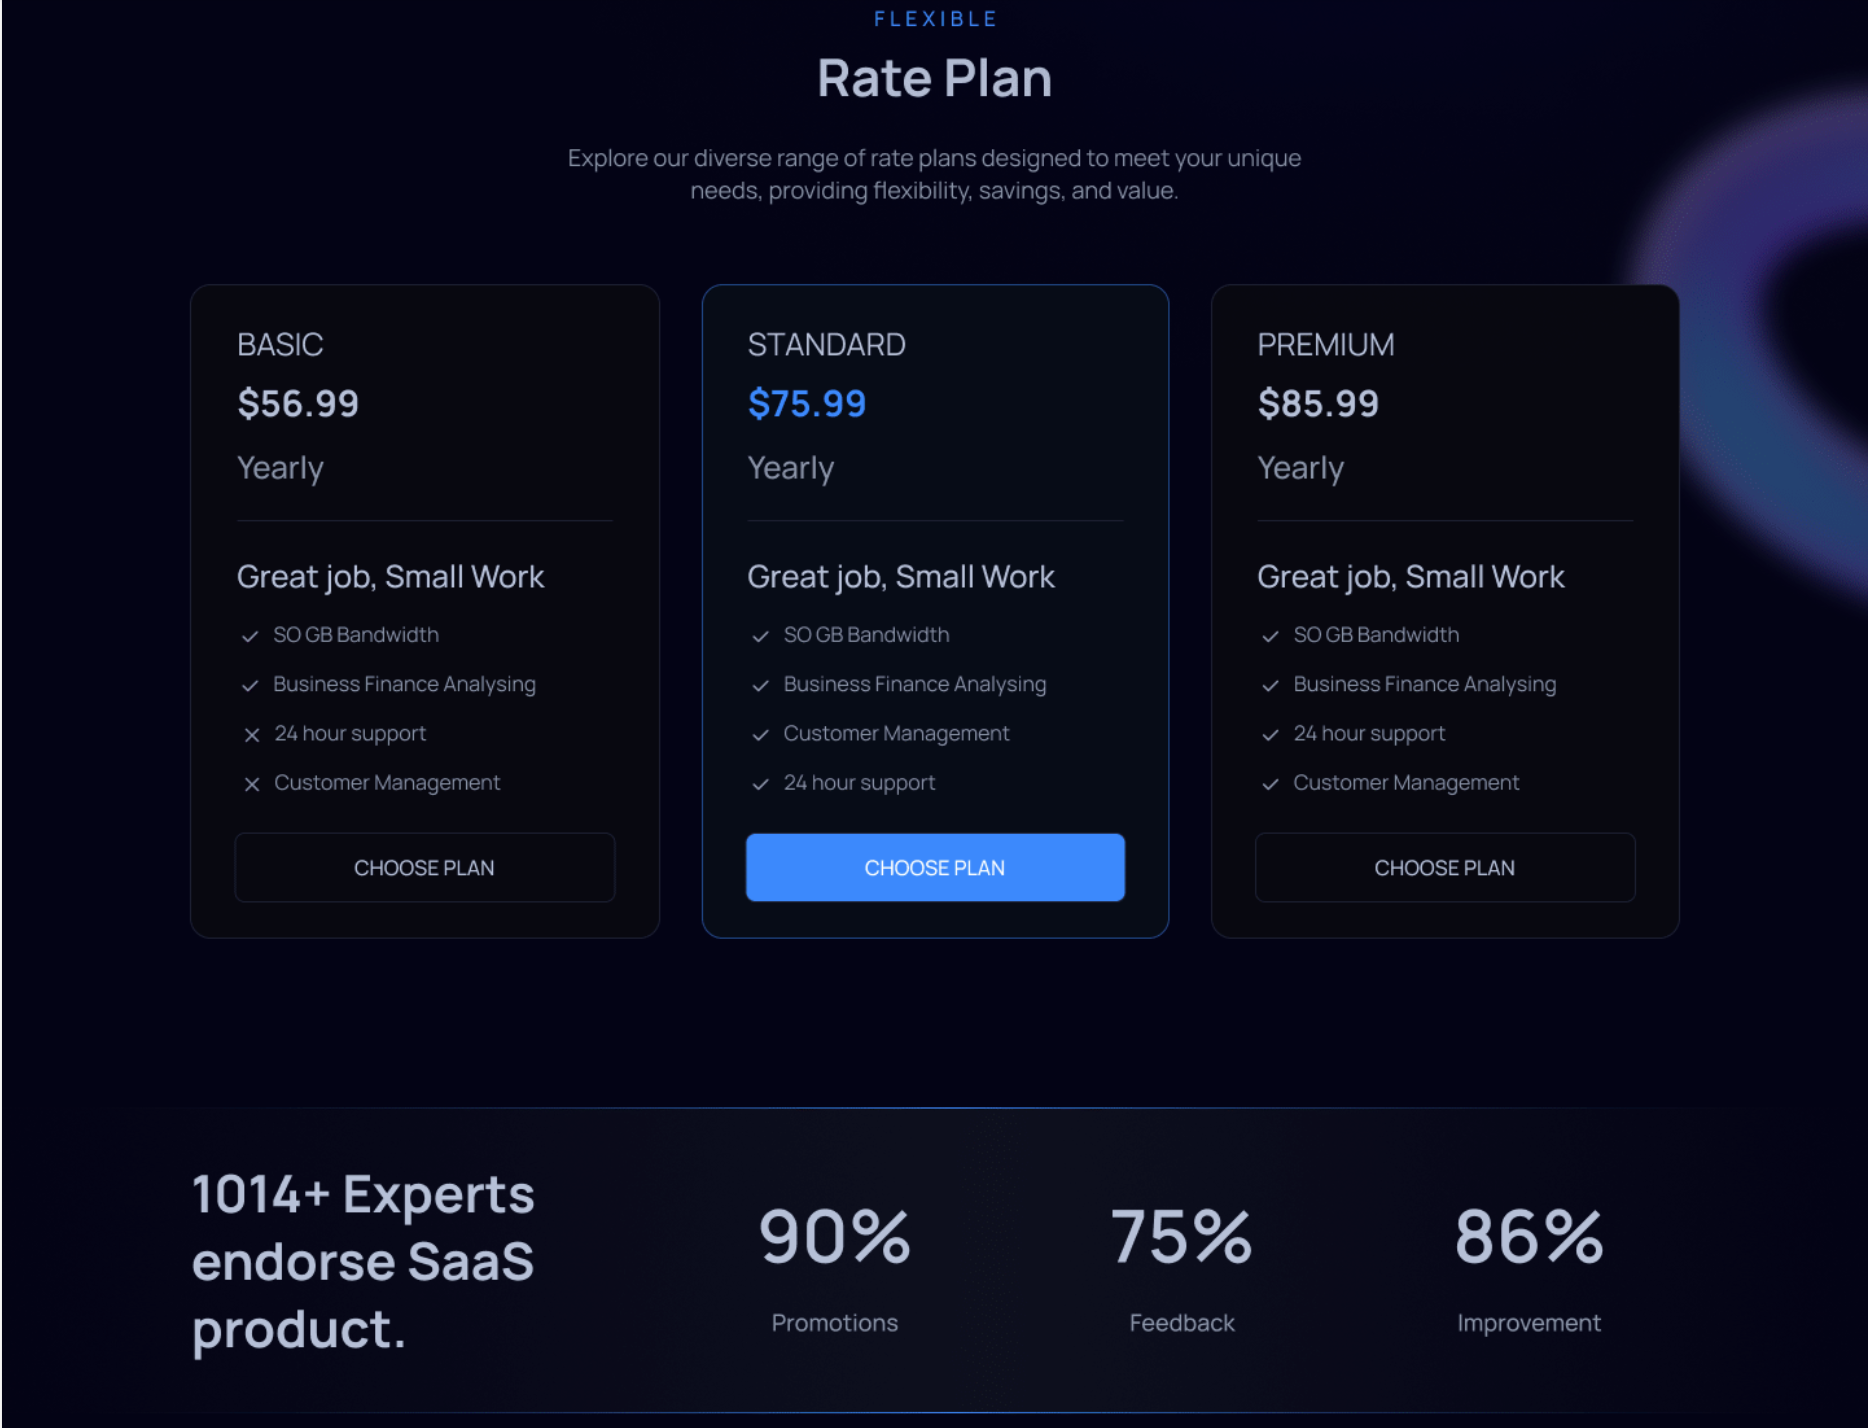 FLEXIBLE
Rate Plan
Explore our diverse range of rate plans designed to meet your unique
needs, providing flexibility, savings, and value.
BASIC
$56.99
Yearly
Great job, Small Work
SO GB Bandwidth
Business Finance Analysing
24 hour support
Customer Management
CHOOSE PLAN
STANDARD
$75.99
Yearly
Great job, Small Work
SO GB Bandwidth
Business Finance Analysing
Customer Management
24 hour support
CHOOSE PLAN
PREMIUM
$85.99
Yearly
Great job, Small Work
SO GB Bandwidth
Business Finance Analysing
24 hour support
Customer Management
CHOOSE PLAN
1014+ Experts
endorse SaaS
product.
90%
Promotions
75%
Feedback
86%
Improvement